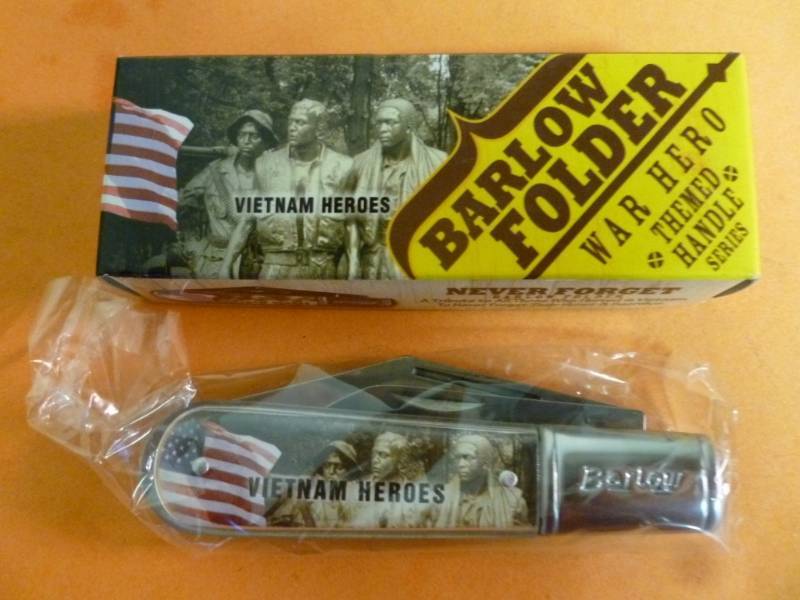 VIETNAM HEROES
BARLOW
FOLDER
WAR HERO
THEMED
HANDLE
SERIES
NEVER FORGET
VIETNAM HEROES
Barlow